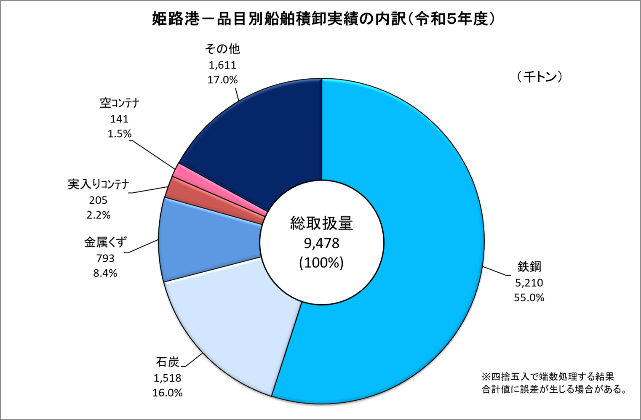 姫路港－品目別船舶積卸実績の内訳（令和5年度）
（千トン）
その他
1,611
17.0%
空コンテナ
141
1.5%
実入りコンテナ
205
2.2%
金属くず
793
8.4%
石炭
1,518
16.0%
総取扱量
9,478
(100%)
鉄鋼
5,210
55.0%
※四捨五入で端数処理する結果
合計値に誤差が生じる場合がある。